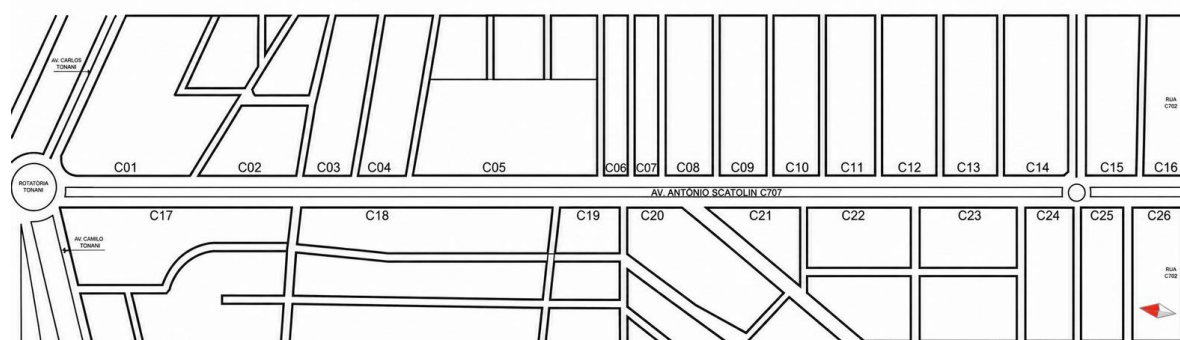 AV. CARLOS
TONANI
RUA
C702
C01
C02
C03
C04
C05
C06
C07
C08
C09
C10
C11
C12
C13
C14
C15
C16
ROTATÓRIA
TONANI
AV. ANTÔNIO SCATOLIN C707
C17
C18
C19
C20
C21
C22
C23
C24
C25
C26
AV. CAMILO
TONANI
RUA
C702